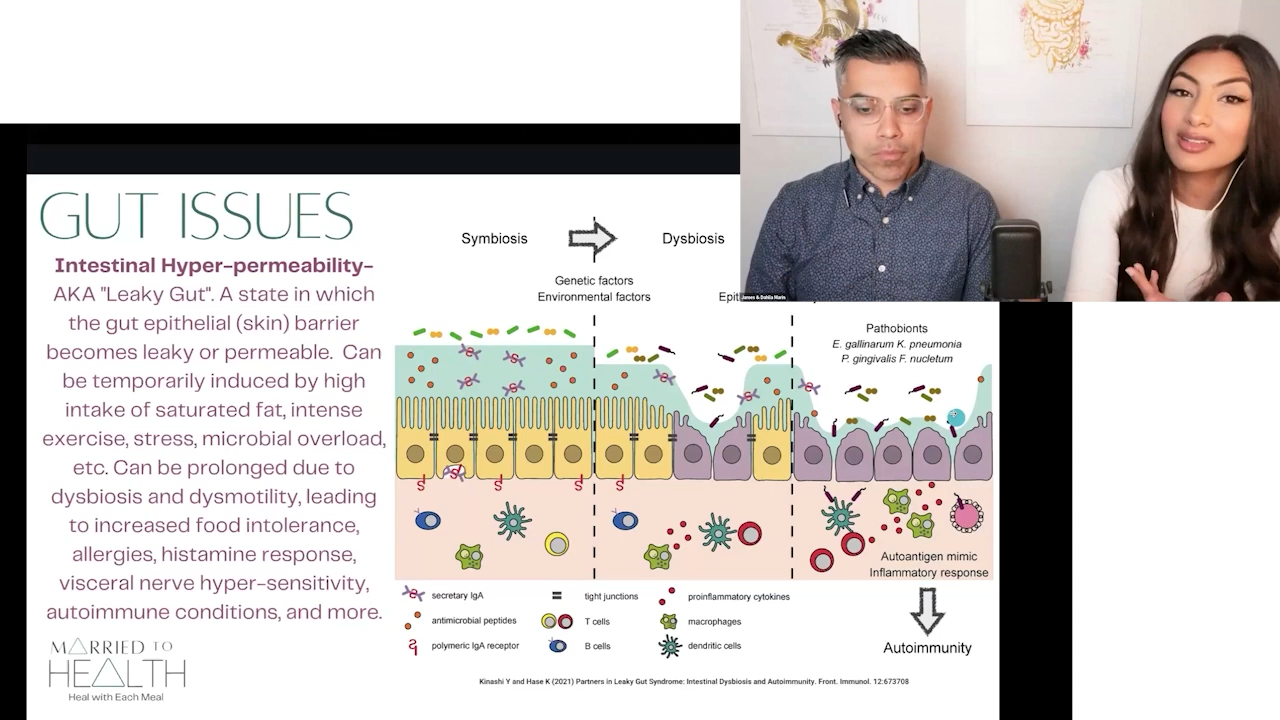 GUT ISSUES
Intestinal Hyper-permeability-
AKA "Leaky Gut". A state in which
the gut epithelial (skin) barrier
becomes leaky or permeable. Can
be temporarily induced by high
intake of saturated fat, intense
exercise, stress, microbial overload,
etc. Can be prolonged due to
dysbiosis and dysmotility, leading
to increased food intolerance,
allergies, histamine response,
visceral nerve hyper-sensitivity,
autoimmune conditions, and more.
MARRIED TO
HEALTH
Heal with Each Meal
Symbiosis
Dysbiosis
Genetic factors
Environmental factors
Pathobionts
E. gallinarum K. pneumonia
P. gingivalis F. nucletum
Autoantigen mimic
Inflammatory response
Autoimmunity
secretary IgA
tight junctions
proinflammatory cytokines
antimicrobial peptides
T cells
macrophages
polymeric IgA receptor
B cells
dendritic cells
Kinashi Y and Hase K (2021) Partners in Leaky Gut Syndrome: Intestinal Dysbiosis and Autoimmunity. Front. Immunol. 12:673708
James & Dahlia Marin